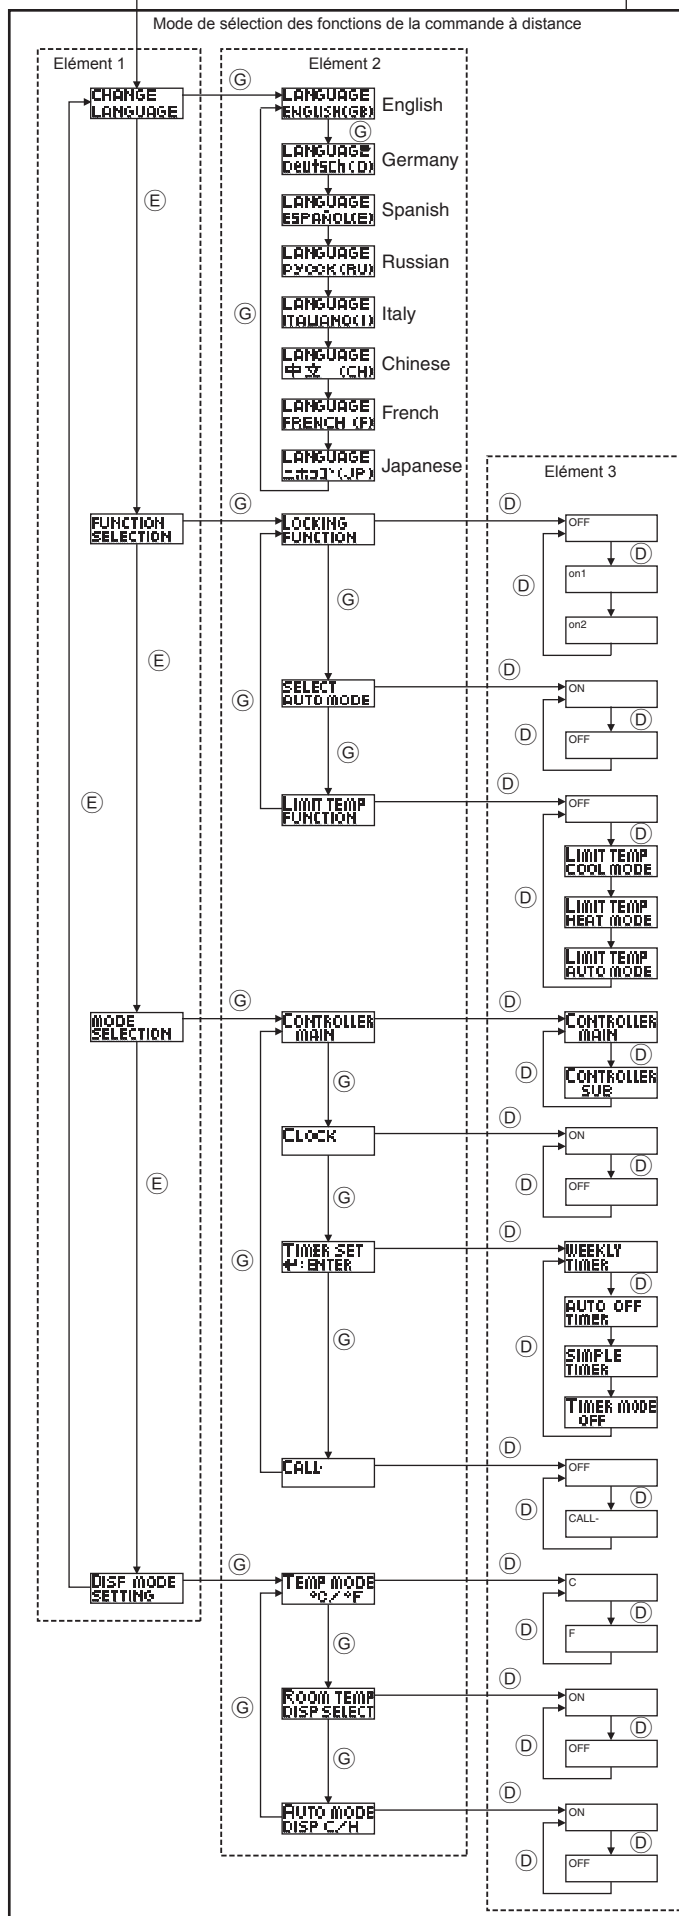 Mode de sélection des fonctions de la commande à distance
Elément 1
Elément 2
CHANGE
LANGUAGE
G
LANGUAGE
ENGLISH(GB)
English
G
LANGUAGE
Deutsch(D)
Germany
E
LANGUAGE
ESPAÑOL(E)
Spanish
LANGUAGE
РУССК(RU)
Russian
G
LANGUAGE
ITALIANO(I)
Italy
LANGUAGE
中文 (CH)
Chinese
LANGUAGE
FRENCH (F)
French
LANGUAGE
ニホンゴ(JP)
Japanese
Elément 3
FUNCTION
SELECTION
G
LOCKING
FUNCTION
D
OFF
D
D
on1
G
on2
E
G
SELECT
AUTO MODE
D
ON
D
D
OFF
G
E
LIMIT TEMP
FUNCTION
D
OFF
D
LIMIT TEMP
COOL MODE
D
LIMIT TEMP
HEAT MODE
LIMIT TEMP
AUTO MODE
MODE
SELECTION
G
CONTROLLER
MAIN
D
CONTROLLER
MAIN
D
D
CONTROLLER
SUB
G
CLOCK
D
ON
D
D
OFF
E
G
G
TIMER SET
↵:ENTER
D
WEEKLY
TIMER
D
AUTO OFF
TIMER
D
SIMPLE
TIMER
G
TIMER MODE
OFF
CALL-
D
OFF
D
D
CALL-
DISP MODE
SETTING
G
TEMP MODE
°C/°F
D
C
D
D
F
G
G
ROOM TEMP
DISP SELECT
D
ON
D
D
OFF
G
AUTO MODE
DISP C/H
D
ON
D
D
OFF